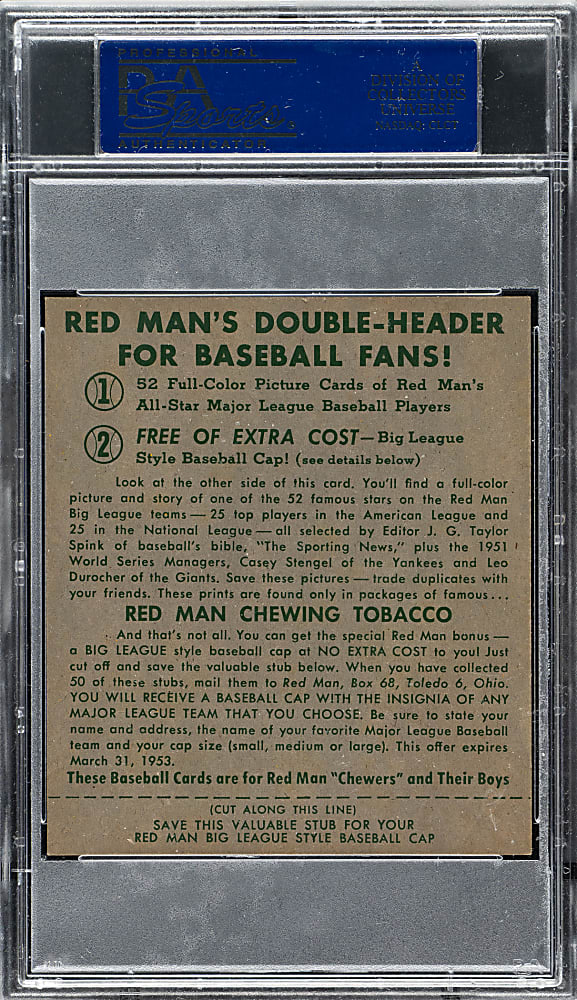 PROFESSIONAL
PSA
Sports
AUTHENTICATOR
A
DIVISION OF
COLLECTORS
UNIVERSE
NASDAQ: CLCT
RED MAN'S DOUBLE-HEADER
FOR BASEBALL FANS!
1 52 Full-Color Picture Cards of Red Man's
All-Star Major League Baseball Players
2 FREE OF EXTRA COST—Big League
Style Baseball Cap! (see details below)
Look at the other side of this card. You'll find a full-color
picture and story of one of the 52 famous stars on the Red Man
Big League teams — 25 top players in the American League and
25 in the National League — all selected by Editor J. G. Taylor
Spink of baseball's bible, "The Sporting News," plus the 1951
World Series Managers, Casey Stengel of the Yankees and Leo
Durocher of the Giants. Save these pictures — trade duplicates with
your friends. These prints are found only in packages of famous...
RED MAN CHEWING TOBACCO
And that's not all. You can get the special Red Man bonus —
a BIG LEAGUE style baseball cap at NO EXTRA COST to you! Just
cut off and save the valuable stub below. When you have collected
50 of these stubs, mail them to Red Man, Box 68, Toledo 6, Ohio.
YOU WILL RECEIVE A BASEBALL CAP WITH THE INSIGNIA OF ANY
MAJOR LEAGUE TEAM THAT YOU CHOOSE. Be sure to state your
name and address, the name of your favorite Major League Baseball
team and your cap size (small, medium or large). This offer expires
March 31, 1953.
These Baseball Cards are for Red Man "Chewers" and Their Boys
(CUT ALONG THIS LINE)
SAVE THIS VALUABLE STUB FOR YOUR
RED MAN BIG LEAGUE STYLE BASEBALL CAP